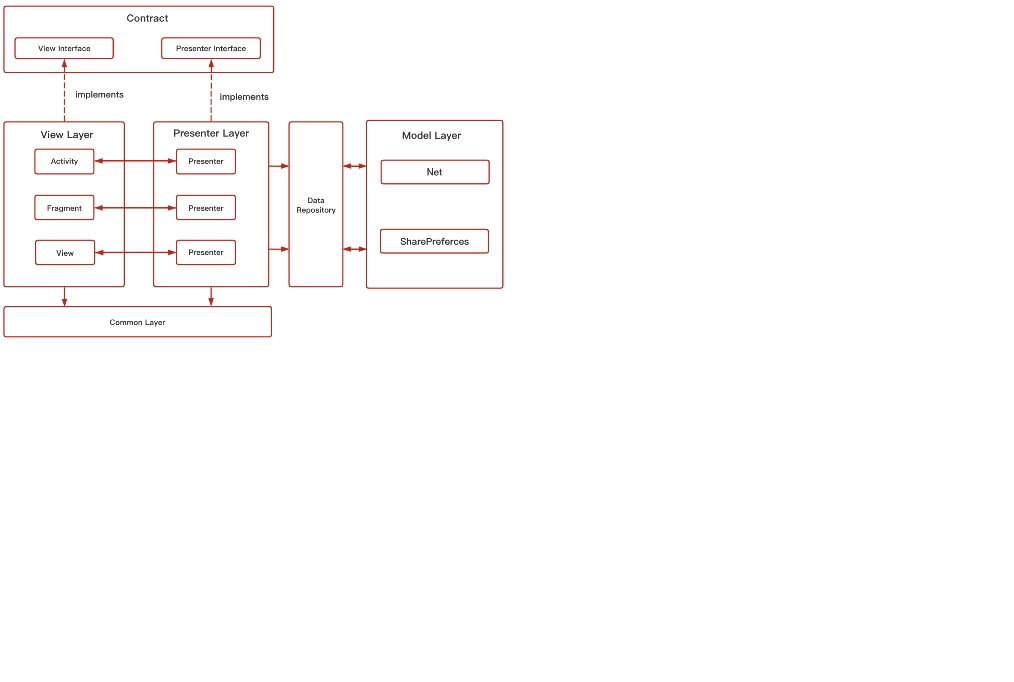 Contract
View Interface
Presenter Interface
implements
implements
View Layer
Presenter Layer
Model Layer
Activity
Presenter
Net
Fragment
Presenter
Data
Repository
SharePreferces
View
Presenter
Common Layer